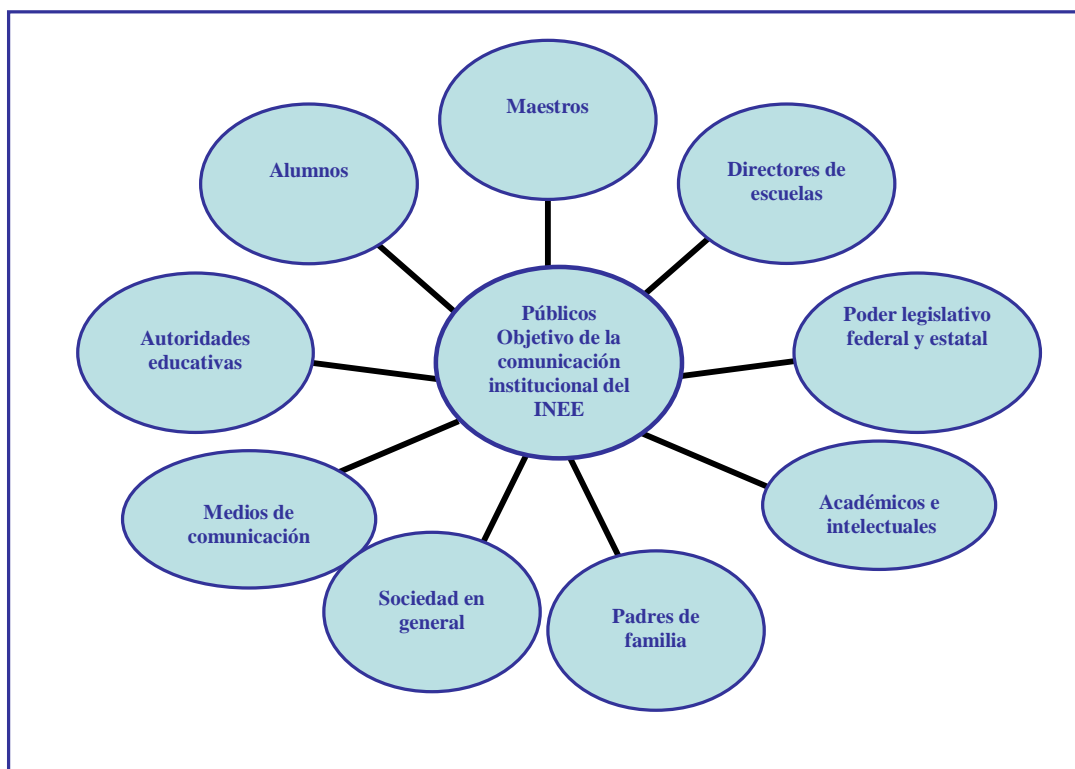 Maestros
Alumnos
Directores de
escuelas
Públicos
Objetivo de la
comunicación
institucional del
INEE
Poder legislativo
federal y estatal
Autoridades
educativas
Académicos e
intelectuales
Medios de
comunicación
Sociedad en
general
Padres de
familia